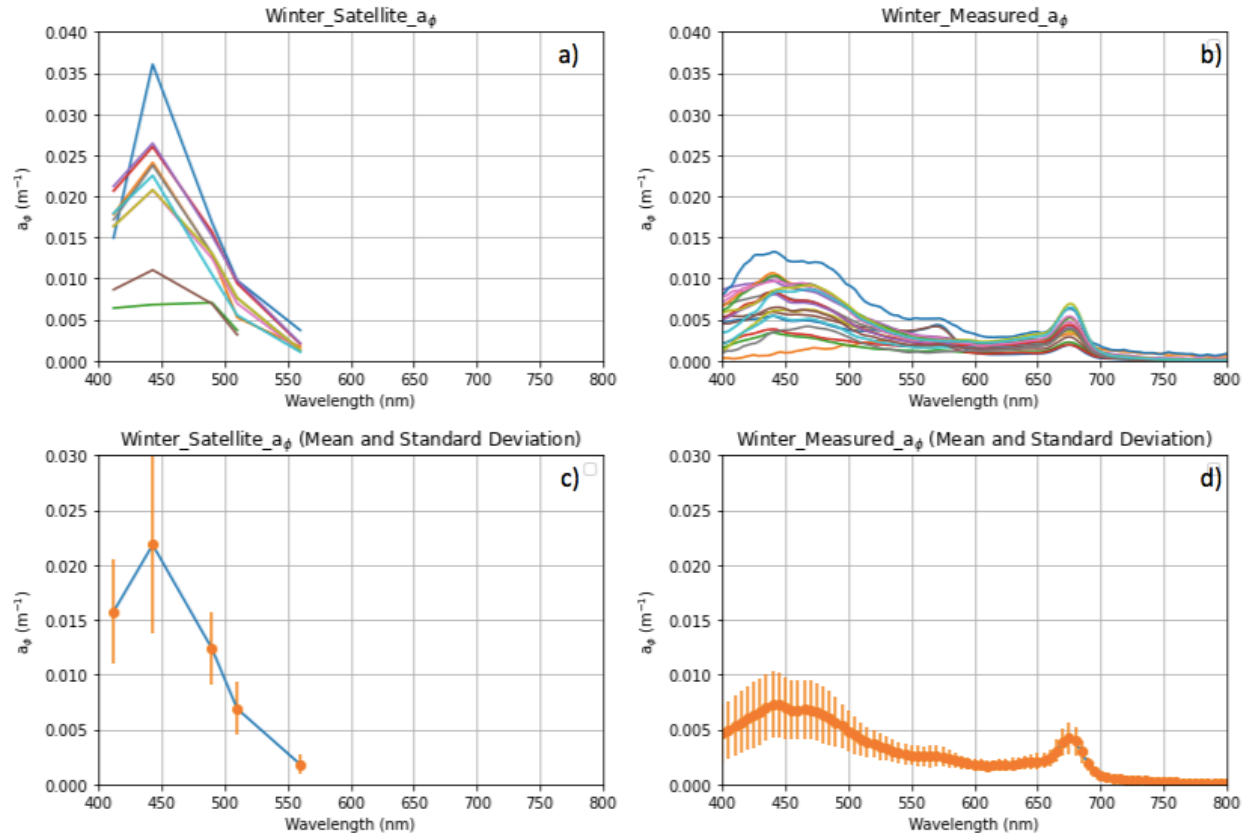 Winter_Satellite_aϕ
a)
0.040
0.035
0.030
0.025
0.020
0.015
0.010
0.005
0.000
aϕ (m⁻¹)
400 450 500 550 600 650 700 750 800
Wavelength (nm)
Winter_Measured_aϕ
b)
0.040
0.035
0.030
0.025
0.020
0.015
0.010
0.005
0.000
aϕ (m⁻¹)
400 450 500 550 600 650 700 750 800
Wavelength (nm)
Winter_Satellite_aϕ (Mean and Standard Deviation)
c)
0.030
0.025
0.020
0.015
0.010
0.005
0.000
aϕ (m⁻¹)
400 450 500 550 600 650 700 750 800
Wavelength (nm)
Winter_Measured_aϕ (Mean and Standard Deviation)
d)
0.030
0.025
0.020
0.015
0.010
0.005
0.000
aϕ (m⁻¹)
400 450 500 550 600 650 700 750 800
Wavelength (nm)